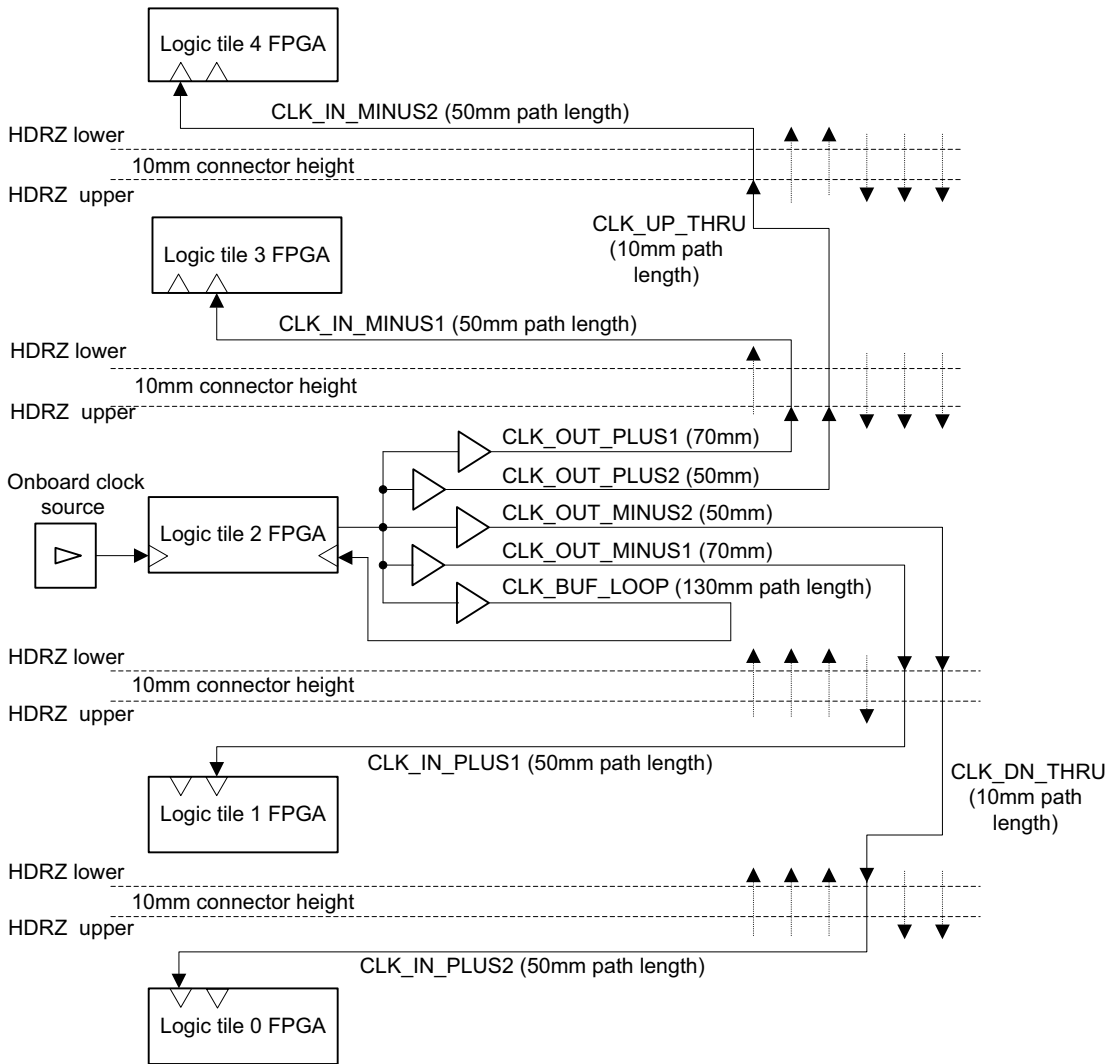 Logic tile 4 FPGA
CLK_IN_MINUS2 (50mm path length)
HDRZ lower
10mm connector height
HDRZ  upper
CLK_UP_THRU
(10mm path
length)
Logic tile 3 FPGA
CLK_IN_MINUS1 (50mm path length)
HDRZ lower
10mm connector height
HDRZ  upper
CLK_OUT_PLUS1 (70mm)
CLK_OUT_PLUS2 (50mm)
Onboard clock
source
Logic tile 2 FPGA
CLK_OUT_MINUS2 (50mm)
CLK_OUT_MINUS1 (70mm)
CLK_BUF_LOOP (130mm path length)
HDRZ lower
10mm connector height
HDRZ  upper
CLK_IN_PLUS1 (50mm path length)
CLK_DN_THRU
(10mm path
length)
Logic tile 1 FPGA
HDRZ lower
10mm connector height
HDRZ  upper
CLK_IN_PLUS2 (50mm path length)
Logic tile 0 FPGA